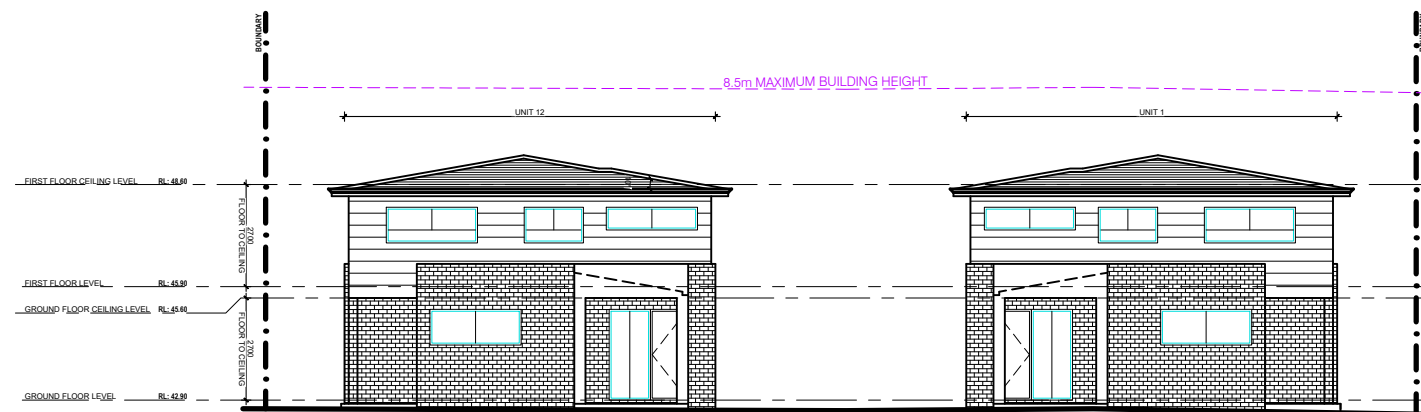 BOUNDARY
8.5m MAXIMUM BUILDING HEIGHT
UNIT 12
UNIT 1
FIRST FLOOR CEILING LEVEL RL: 48.60
2700
FLOOR TO CEILING
FIRST FLOOR LEVEL RL: 45.90
GROUND FLOOR CEILING LEVEL RL: 45.60
2700
FLOOR TO CEILING
GROUND FLOOR LEVEL RL: 42.90